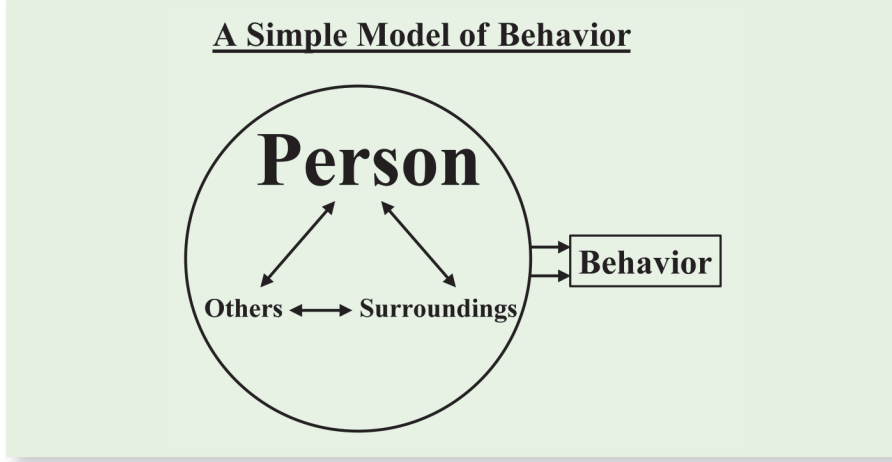 A Simple Model of Behavior
Person
Others
Surroundings
Behavior